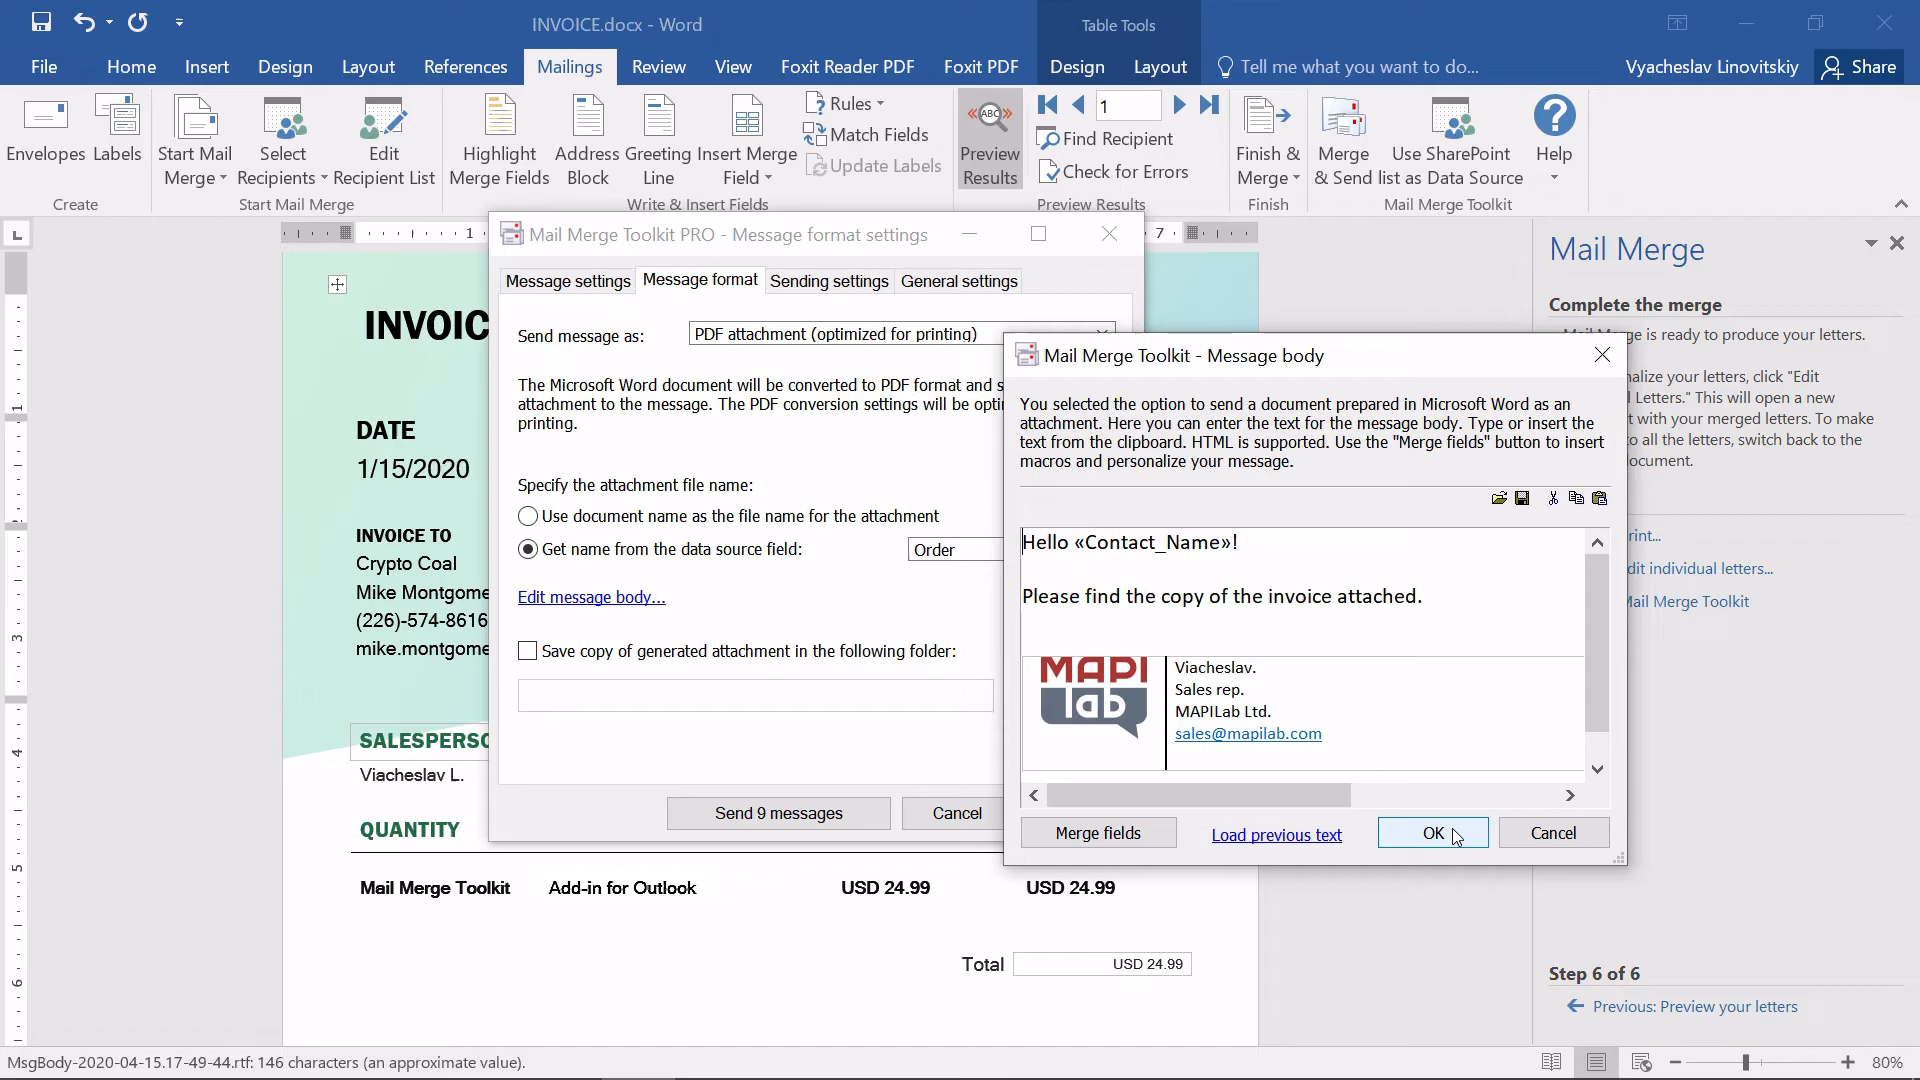 INVOICE.docx - Word
Table Tools
File
Home
Insert
Design
Layout
References
Mailings
Review
View
Foxit Reader PDF
Foxit PDF
Design
Layout
Tell me what you want to do...
Vyacheslav Linovitskiy
Share
Envelopes
Labels
Start Mail
Merge
Select
Recipients
Edit
Recipient List
Highlight
Merge Fields
Address
Block
Greeting
Line
Insert Merge
Field
Rules
Match Fields
Update Labels
ABC
Preview
Results
1
Find Recipient
Check for Errors
Finish &
Merge
Merge
& Send
Use SharePoint
list as Data Source
Help
Create
Start Mail Merge
Write & Insert Fields
Preview Results
Finish
Mail Merge Toolkit
L
1
7
1
3
4
5
6
INVOIC
DATE
1/15/2020
INVOICE TO
Crypto Coal
Mike Montgome
(226)-574-8616
mike.montgome
SALESPERSO
Viacheslav L.
QUANTITY
Mail Merge Toolkit
Add-in for Outlook
USD 24.99
USD 24.99
Total
USD 24.99
Mail Merge Toolkit PRO - Message format settings
Message settings
Message format
Sending settings
General settings
Send message as:
PDF attachment (optimized for printing)
The Microsoft Word document will be converted to PDF format and s
attachment to the message. The PDF conversion settings will be opti
printing.
Specify the attachment file name:
Use document name as the file name for the attachment
Get name from the data source field:
Order
Edit message body...
Save copy of generated attachment in the following folder:
Send 9 messages
Cancel
Mail Merge Toolkit - Message body
You selected the option to send a document prepared in Microsoft Word as an
attachment. Here you can enter the text for the message body. Type or insert the
text from the clipboard. HTML is supported. Use the "Merge fields" button to insert
macros and personalize your message.
Hello «Contact_Name»!
Please find the copy of the invoice attached.
MAPI
lab
Viacheslav.
Sales rep.
MAPILab Ltd.
sales@mapilab.com
Merge fields
Load previous text
OK
Cancel
Mail Merge
Complete the merge
ge is ready to produce your letters.
nalize your letters, click "Edit
l Letters." This will open a new
t with your merged letters. To make
to all the letters, switch back to the
ocument.
rint...
dit individual letters...
Mail Merge Toolkit
Step 6 of 6
Previous: Preview your letters
MsgBody-2020-04-15.17-49-44.rtf: 146 characters (an approximate value).
80%